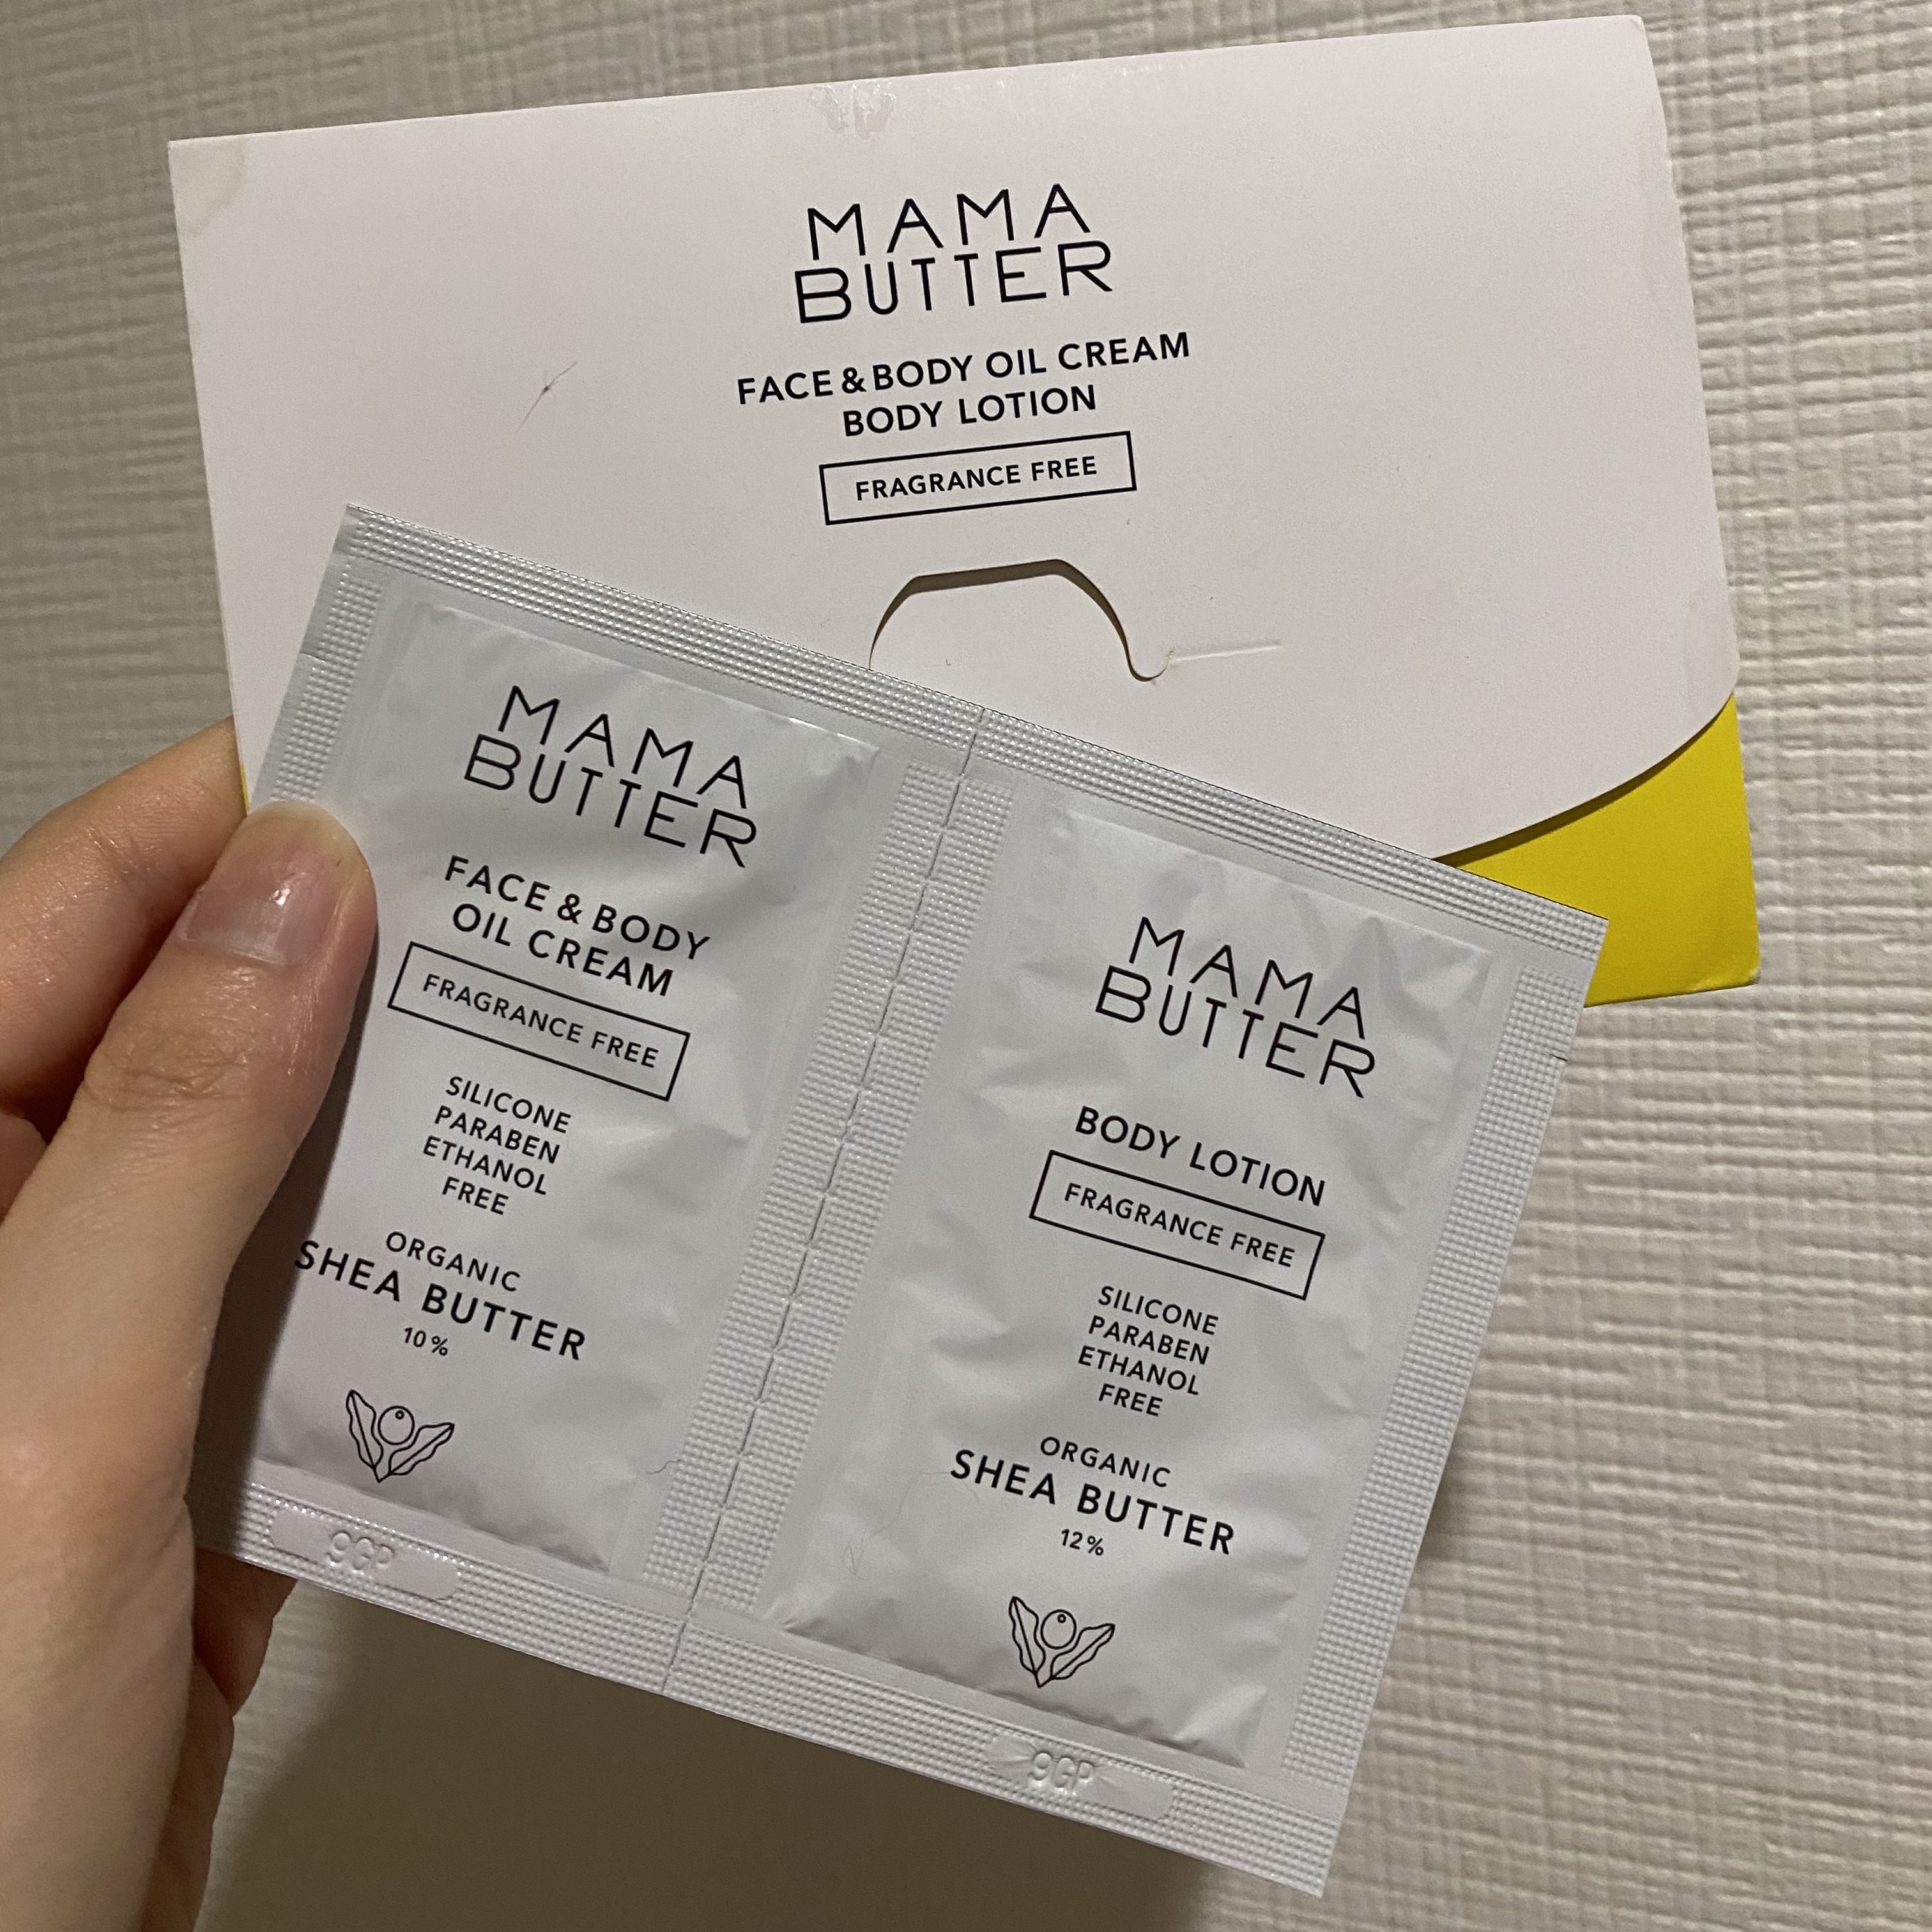 MAMA
BUTTER
FACE & BODY OIL CREAM
BODY LOTION
FRAGRANCE FREE
MAMA
BUTTER
FACE & BODY
OIL CREAM
FRAGRANCE FREE
SILICONE
PARABEN
ETHANOL
FREE
ORGANIC
SHEA BUTTER
10%
9GP
MAMA
BUTTER
BODY LOTION
FRAGRANCE FREE
SILICONE
PARABEN
ETHANOL
FREE
ORGANIC
SHEA BUTTER
12%
9GP